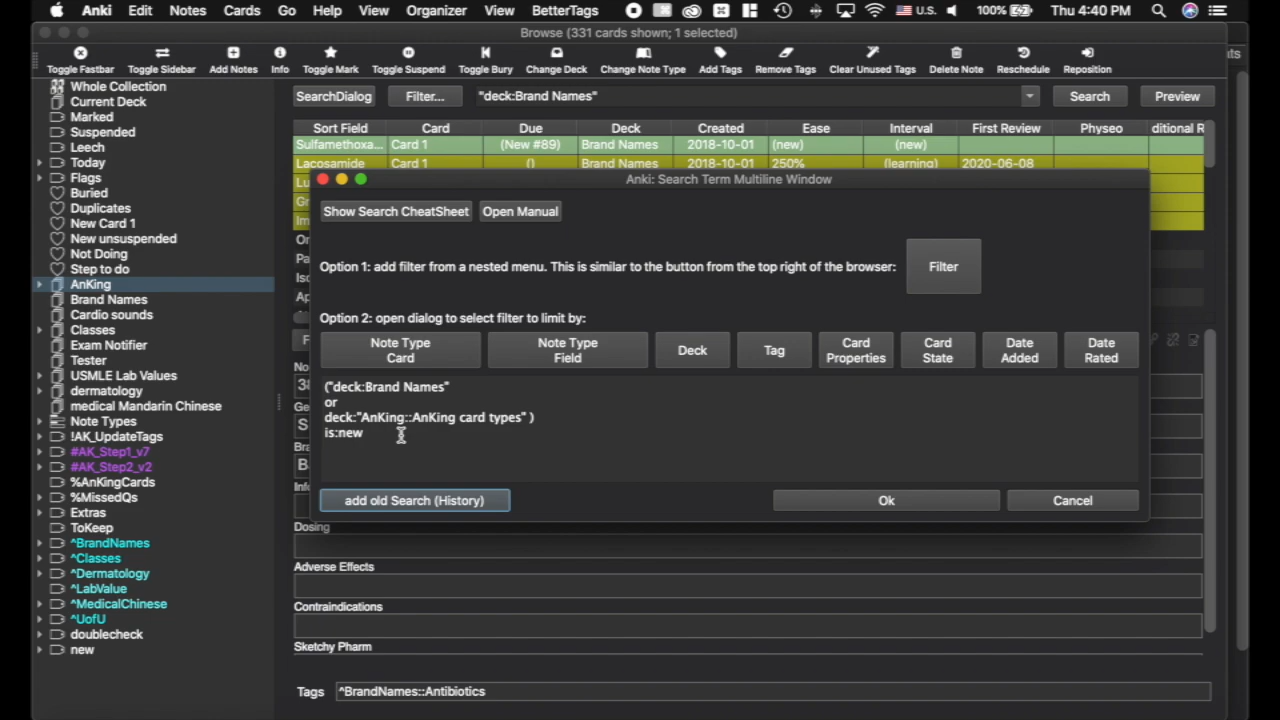 Anki Edit Notes Cards Go Help View Organizer View BetterTags U.S. 100% Thu 4:40 PM
Browse (331 cards shown; 1 selected)
Toggle Fastbar Toggle Sidebar Add Notes Info Toggle Mark Toggle Suspend Toggle Bury Change Deck Change Note Type Add Tags Remove Tags Clear Unused Tags Delete Note Reschedule Reposition
Whole Collection
Current Deck
Marked
Suspended
Leech
Today
Flags
Buried
Duplicates
New Card 1
New unsuspended
Not Doing
Step to do
AnKing
Brand Names
Cardio sounds
Classes
Exam Notifier
Tester
USMLE Lab Values
dermatology
medical Mandarin Chinese
Note Types
!AK_UpdateTags
#AK_Step1_v7
#AK_Step2_v2
%AnKingCards
%MissedQs
Extras
ToKeep
^BrandNames
^Classes
^Dermatology
^LabValue
^MedicalChinese
^UofU
doublecheck
new
SearchDialog Filter... "deck:Brand Names" Search Preview
Sort Field Card Due Deck Created Ease Interval First Review Physeo ditional R
Sulfamethoxa... Card 1 (New #89) Brand Names 2018-10-01 (new) (new)
Lacosamide Card 1 () Brand Names 2018-10-01 250% (learning) 2020-06-08
Anki: Search Term Multiline Window
Show Search CheatSheet Open Manual
Option 1: add filter from a nested menu. This is similar to the button from the top right of the browser: Filter
Option 2: open dialog to select filter to limit by:
Note Type Card Note Type Field Deck Tag Card Properties Card State Date Added Date Rated
("deck:Brand Names"
or
deck:"AnKing::AnKing card types" )
is:new
add old Search (History) Ok Cancel
Dosing
Adverse Effects
Contraindications
Sketchy Pharm
Tags ^BrandNames::Antibiotics